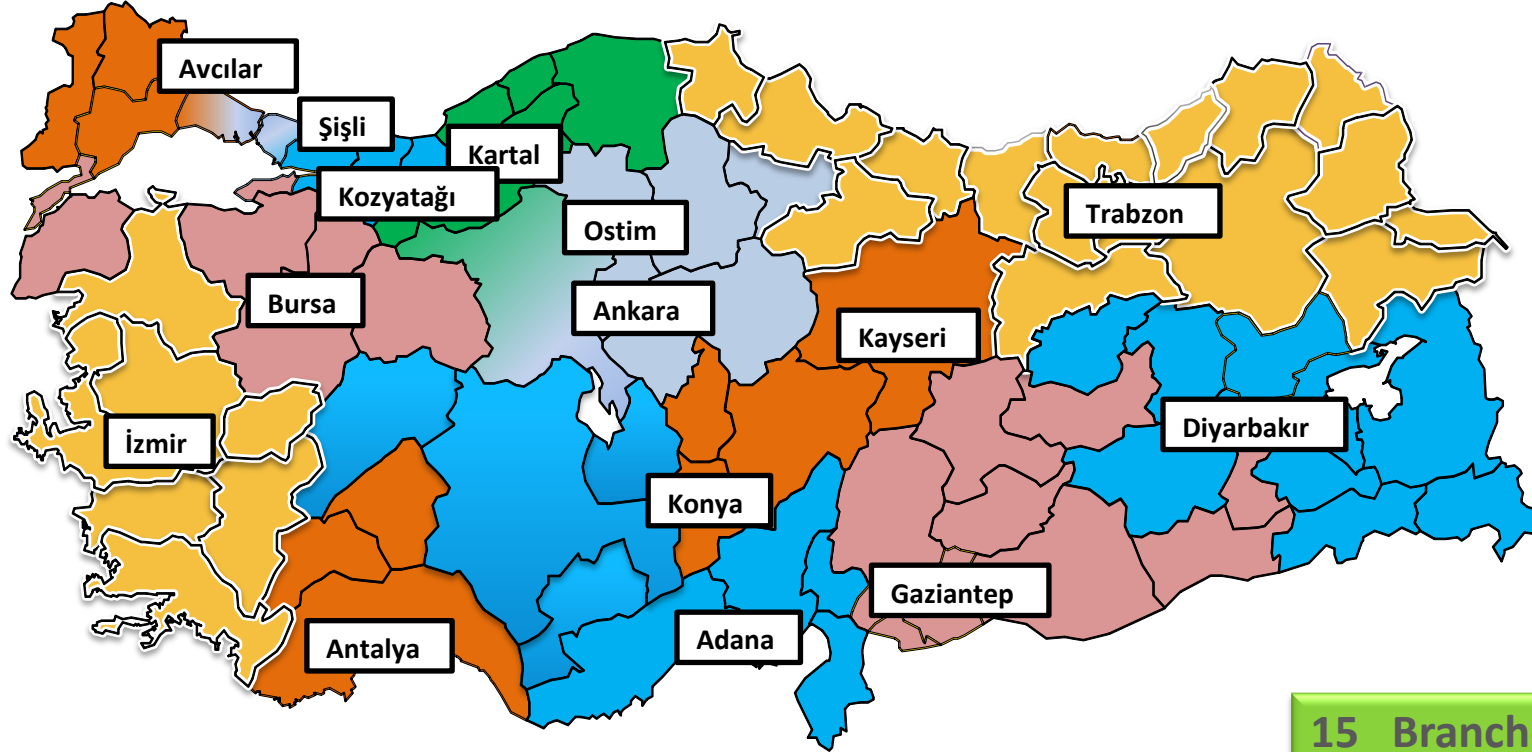 Avcılar
Şişli
Kartal
Kozyatağı
Ostim
Trabzon
Bursa
Ankara
Kayseri
İzmir
Diyarbakır
Konya
Gaziantep
Antalya
Adana
15 Branch